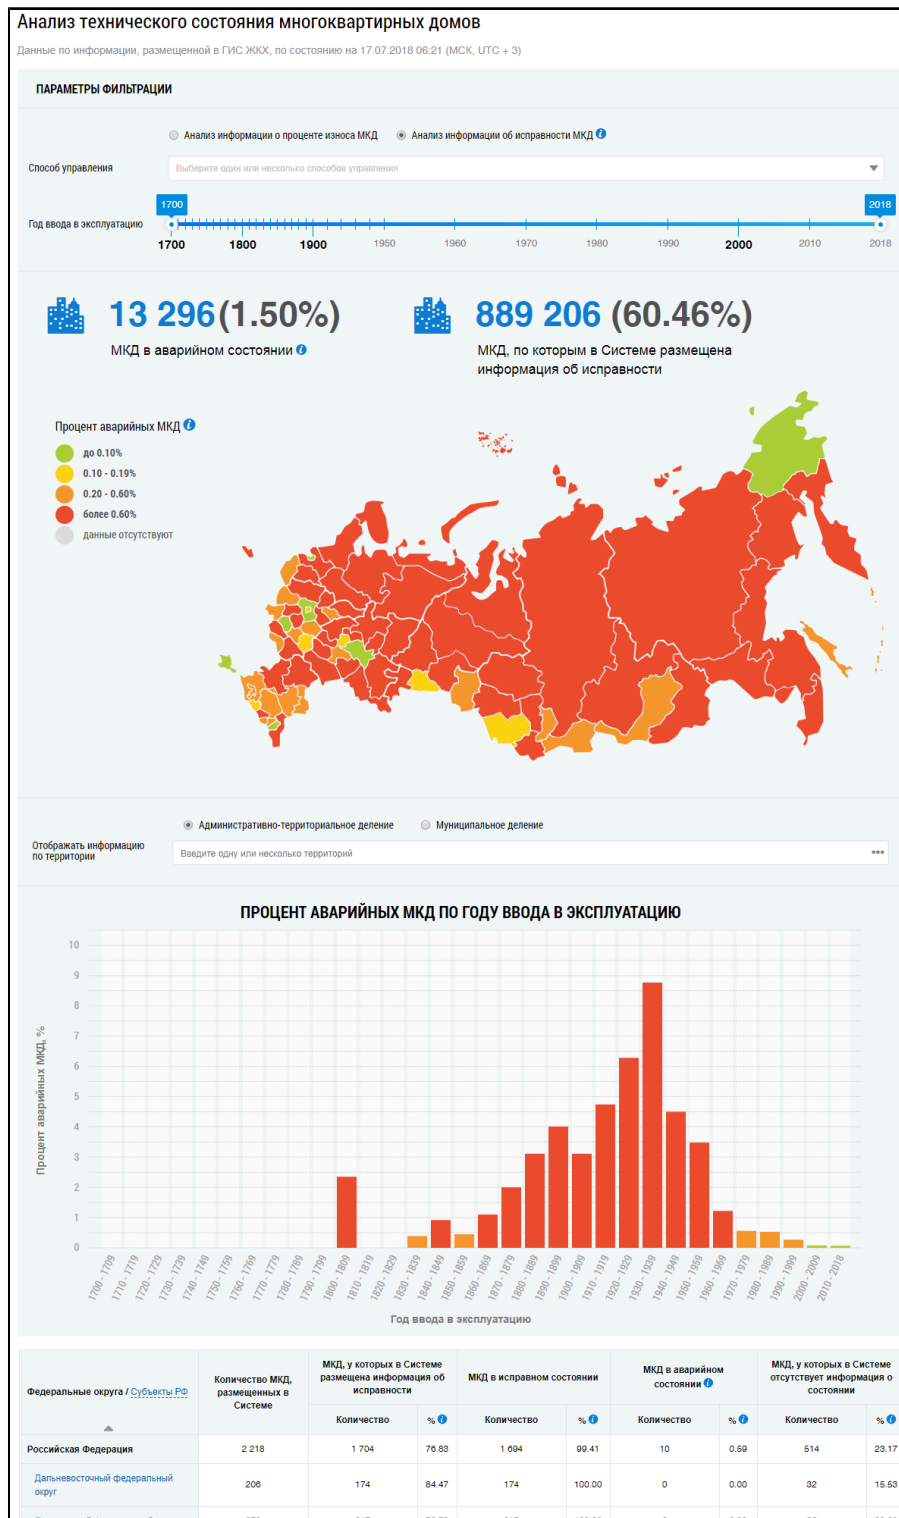 Анализ технического состояния многоквартирных домов
Данные по информации, размещенной в ГИС ЖКХ, по состоянию на 17.07.2018 06:21 (МСК, UTC + 3)
ПАРАМЕТРЫ ФИЛЬТРАЦИИ
Анализ информации о проценте износа МКД
Анализ информации об исправности МКД
Способ управления
Выберите один или несколько способов управления
1700
2018
Год ввода в эксплуатацию
1700 1800 1900 1950 1960 1970 1980 1990 2000 2010 2018
13 296 (1.50%)
МКД в аварийном состоянии
889 206 (60.46%)
МКД, по которым в Системе размещена
информация об исправности
Процент аварийных МКД
до 0.10%
0.10 - 0.19%
0.20 - 0.60%
более 0.60%
данные отсутствуют
Административно-территориальное деление
Муниципальное деление
Отображать информацию
по территории
Введите одну или несколько территорий
ПРОЦЕНТ АВАРИЙНЫХ МКД ПО ГОДУ ВВОДА В ЭКСПЛУАТАЦИЮ
Процент аварийных МКД, %
10
9
8
7
6
5
4
3
2
1
0
1700 - 1709
1710 - 1719
1720 - 1729
1730 - 1739
1740 - 1749
1750 - 1759
1760 - 1769
1770 - 1779
1780 - 1789
1790 - 1799
1800 - 1809
1810 - 1819
1820 - 1829
1830 - 1839
1840 - 1849
1850 - 1859
1860 - 1869
1870 - 1879
1880 - 1889
1890 - 1899
1900 - 1909
1910 - 1919
1920 - 1929
1930 - 1939
1940 - 1949
1950 - 1959
1960 - 1969
1970 - 1979
1980 - 1989
1990 - 1999
2000 - 2009
2010 - 2018
Год ввода в эксплуатацию
Федеральные округа / Субъекты РФ
Количество МКД,
размещенных в
Системе
МКД, у которых в Системе
размещена информация об
исправности
МКД в исправном состоянии
МКД в аварийном
состоянии
МКД, у которых в Системе
отсутствует информация о
состоянии
Количество % Количество % Количество % Количество %
Российская Федерация 2 218 1 704 76.83 1 694 99.41 10 0.59 514 23.17
Дальневосточный федеральный
округ
206 174 84.47 174 100.00 0 0.00 32 15.53